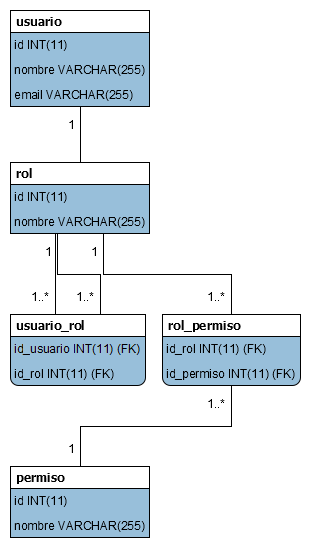 usuario
id INT(11)
nombre VARCHAR(255)
email VARCHAR(255)
1
rol
id INT(11)
nombre VARCHAR(255)
1
1
1..*
1..*
1..*
usuario_rol
id_usuario INT(11) (FK)
id_rol INT(11) (FK)
rol_permiso
id_rol INT(11) (FK)
id_permiso INT(11) (FK)
1..*
1
permiso
id INT(11)
nombre VARCHAR(255)